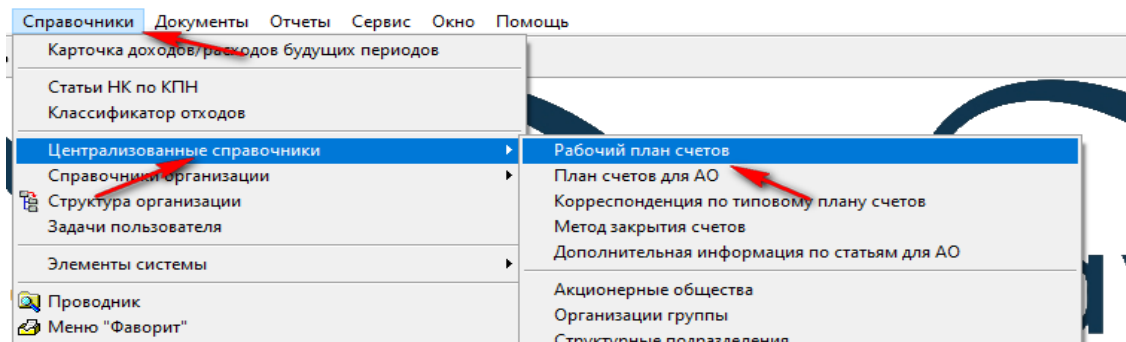 Справочники Документы Отчеты Сервис Окно Помощь
Карточка доходов/расходов будущих периодов
Статьи НК по КПН
Классификатор отходов
Централизованные справочники
Справочники организации
Структура организации
Задачи пользователя
Элементы системы
Проводник
Меню "Фаворит"
Рабочий план счетов
План счетов для АО
Корреспонденция по типовому плану счетов
Метод закрытия счетов
Дополнительная информация по статьям для АО
Акционерные общества
Организации группы
Структурные подразделения